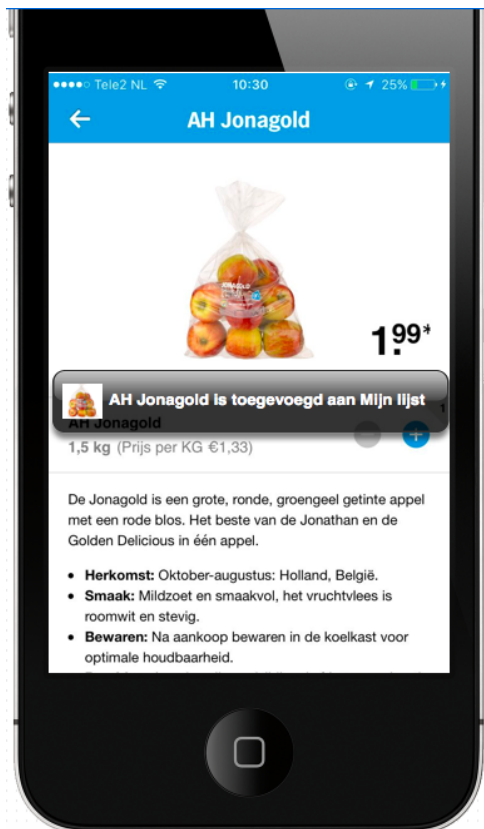 Tele2 NL 10:30 25%
AH Jonagold
JONAGOLD
1.99*
AH Jonagold is toegevoegd aan Mijn lijst
1
AH Jonagold
1,5 kg (Prijs per KG €1,33)
De Jonagold is een grote, ronde, groengeel getinte appel
met een rode blos. Het beste van de Jonathan en de
Golden Delicious in één appel.
• Herkomst: Oktober-augustus: Holland, België.
• Smaak: Mildzoet en smaakvol, het vruchtvlees is
roomwit en stevig.
• Bewaren: Na aankoop bewaren in de koelkast voor
optimale houdbaarheid.